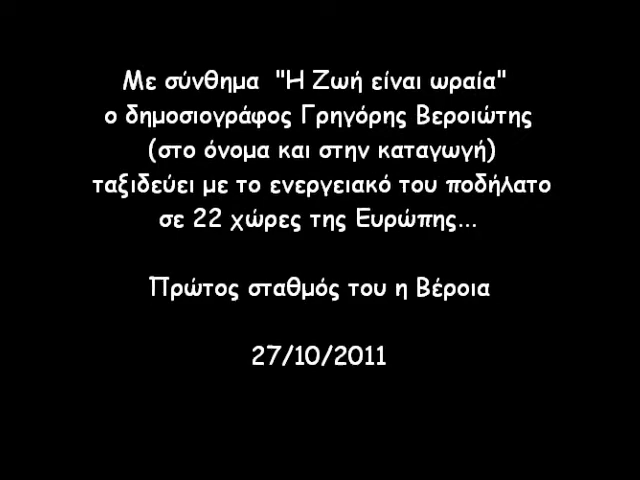 Με σύνθημα "Η Ζωή είναι ωραία"
ο δημοσιογράφος Γρηγόρης Βεροιώτης
(στο όνομα και στην καταγωγή)
ταξιδεύει με το ενεργειακό του ποδήλατο
σε 22 χώρες της Ευρώπης...
Πρώτος σταθμός του η Βέροια
27/10/2011